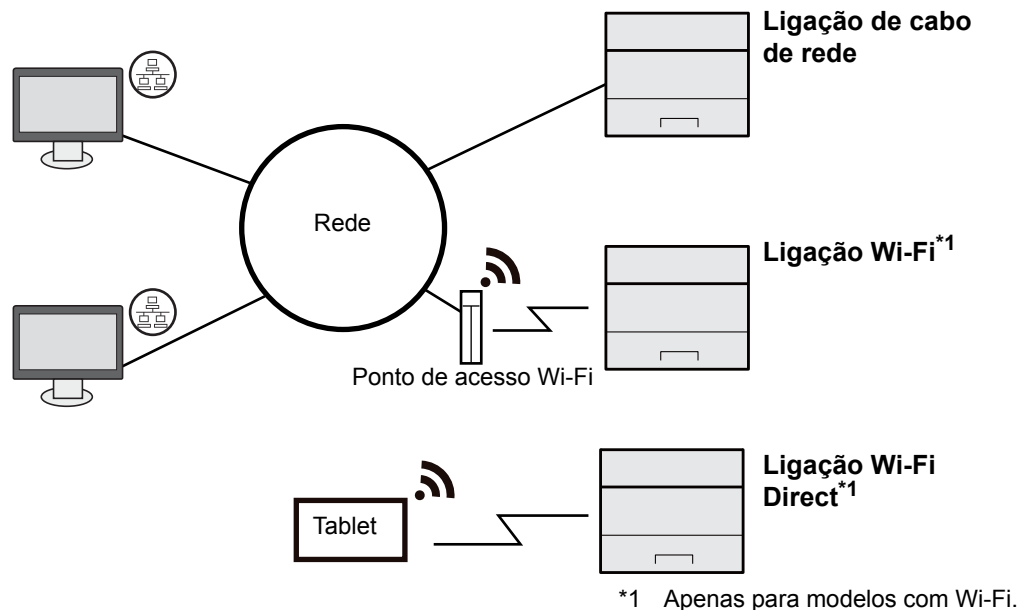 Ligação de cabo
de rede
Rede
Ligação Wi-Fi*1
Ponto de acesso Wi-Fi
Ligação Wi-Fi
Direct*1
Tablet
*1 Apenas para modelos com Wi-Fi.